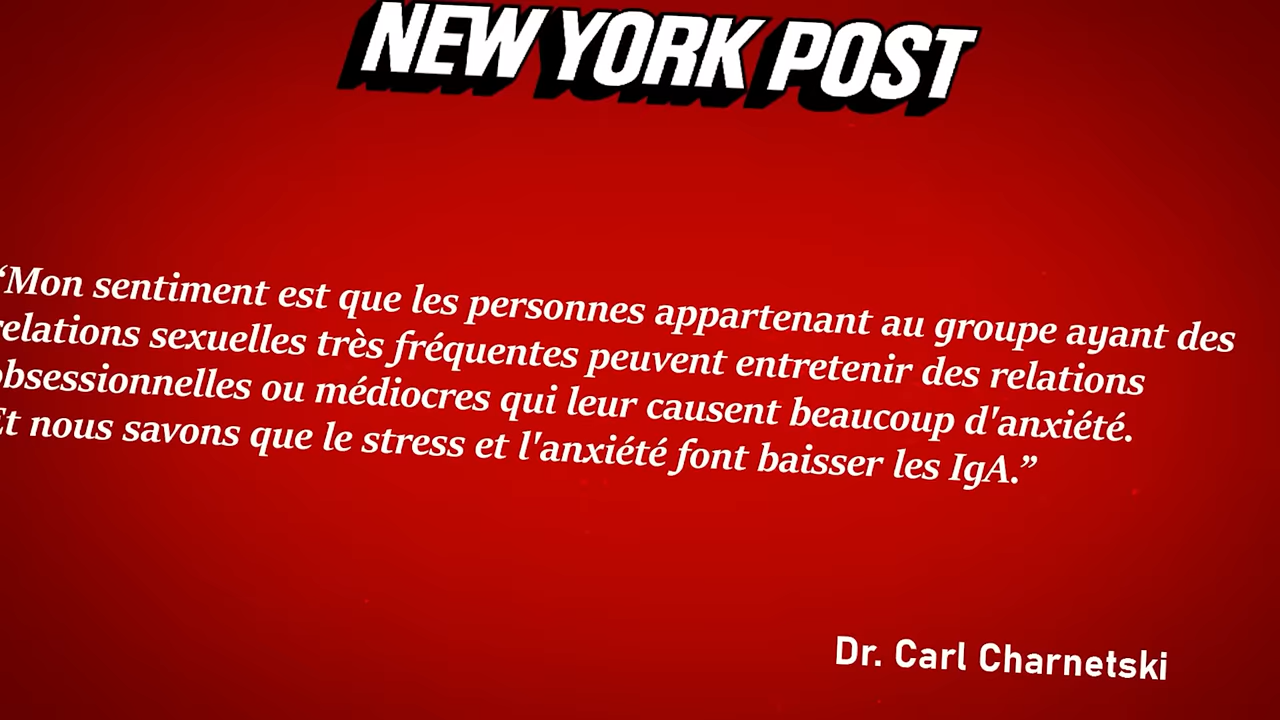 NEW YORK POST
“Mon sentiment est que les personnes appartenant au groupe ayant des
relations sexuelles très fréquentes peuvent entretenir des relations
obsessionnelles ou médiocres qui leur causent beaucoup d'anxiété.
Et nous savons que le stress et l'anxiété font baisser les IgA.”
Dr. Carl Charnetski